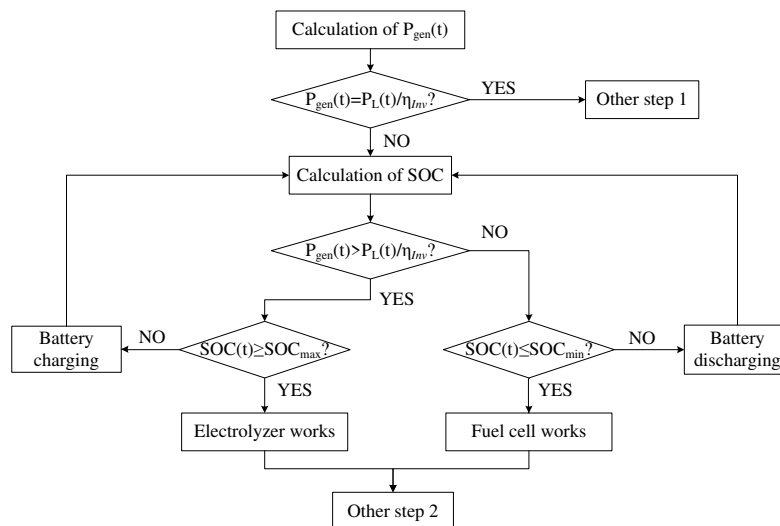 Calculation of P_gen(t)
P_gen(t)=P_L(t)/η_Inv?
YES
Other step 1
NO
Calculation of SOC
P_gen(t)>P_L(t)/η_Inv?
NO
YES
Battery
charging
NO
SOC(t)≥SOC_max?
SOC(t)≤SOC_min?
NO
Battery
discharging
YES
YES
Electrolyzer works
Fuel cell works
Other step 2